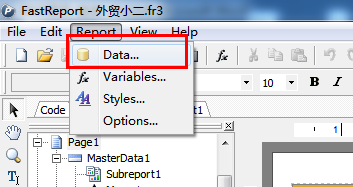 FastReport - 外贸小二.fr3
File Edit Report View Help
Data...
Variables...
Styles...
Options...
10 B I
Code
t1
1
Page1
MasterData1
Subreport1